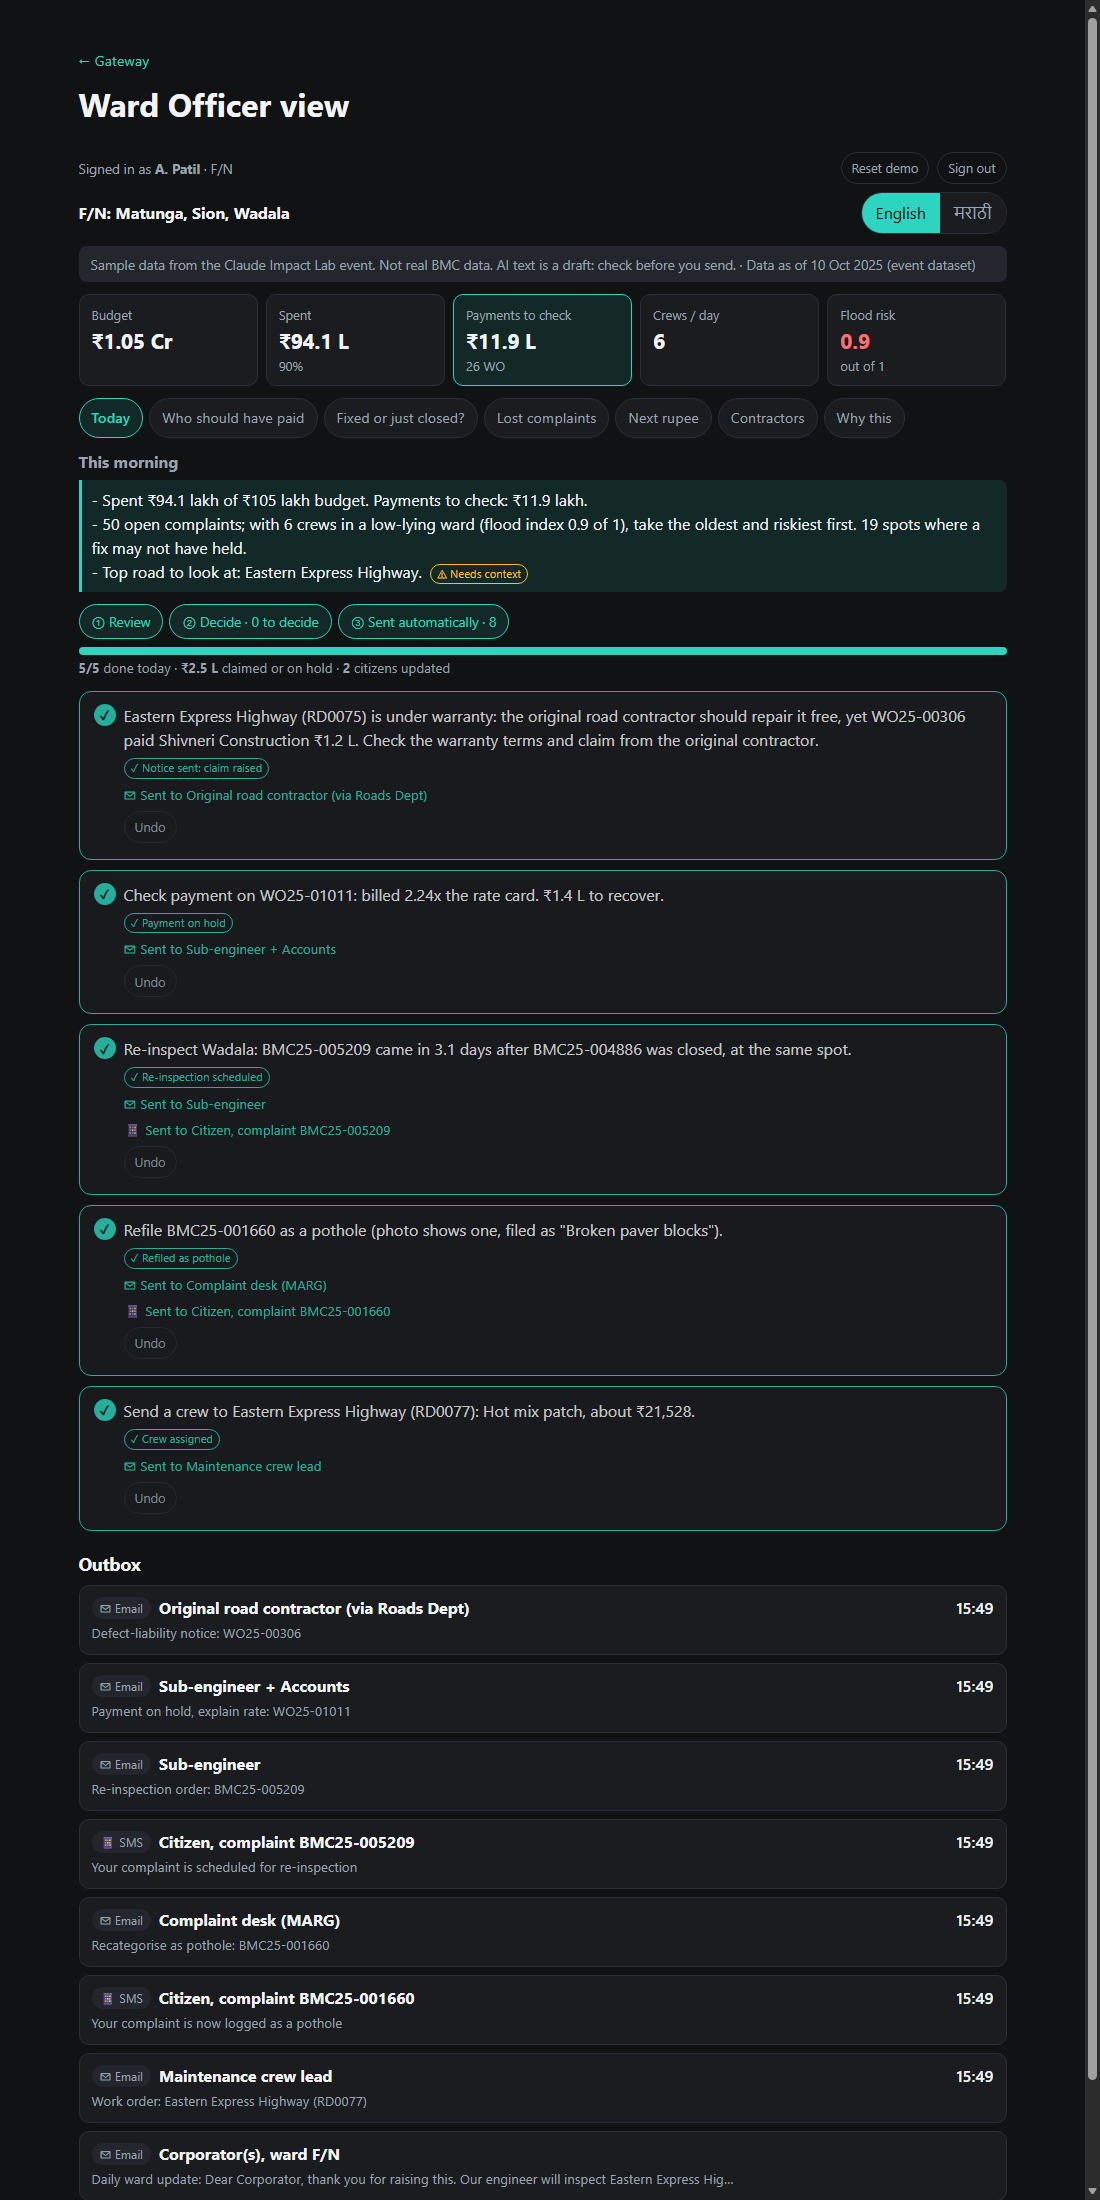 ← Gateway
Ward Officer view
Signed in as A. Patil · F/N
Reset demo
Sign out
F/N: Matunga, Sion, Wadala
English
मराठी
Sample data from the Claude Impact Lab event. Not real BMC data. AI text is a draft: check before you send. · Data as of 10 Oct 2025 (event dataset)
Budget
₹1.05 Cr
Spent
₹94.1 L
90%
Payments to check
₹11.9 L
26 WO
Crews / day
6
Flood risk
0.9
out of 1
Today
Who should have paid
Fixed or just closed?
Lost complaints
Next rupee
Contractors
Why this
This morning
- Spent ₹94.1 lakh of ₹105 lakh budget. Payments to check: ₹11.9 lakh.
- 50 open complaints; with 6 crews in a low-lying ward (flood index 0.9 of 1), take the oldest and riskiest first. 19 spots where a
fix may not have held.
- Top road to look at: Eastern Express Highway. ⚠ Needs context
① Review
② Decide · 0 to decide
③ Sent automatically · 8
5/5 done today · ₹2.5 L claimed or on hold · 2 citizens updated
✓ Eastern Express Highway (RD0075) is under warranty: the original road contractor should repair it free, yet WO25-00306
paid Shivneri Construction ₹1.2 L. Check the warranty terms and claim from the original contractor.
✓ Notice sent: claim raised
Sent to Original road contractor (via Roads Dept)
Undo
✓ Check payment on WO25-01011: billed 2.24x the rate card. ₹1.4 L to recover.
✓ Payment on hold
Sent to Sub-engineer + Accounts
Undo
✓ Re-inspect Wadala: BMC25-005209 came in 3.1 days after BMC25-004886 was closed, at the same spot.
✓ Re-inspection scheduled
Sent to Sub-engineer
Sent to Citizen, complaint BMC25-005209
Undo
✓ Refile BMC25-001660 as a pothole (photo shows one, filed as "Broken paver blocks").
✓ Refiled as pothole
Sent to Complaint desk (MARG)
Sent to Citizen, complaint BMC25-001660
Undo
✓ Send a crew to Eastern Express Highway (RD0077): Hot mix patch, about ₹21,528.
✓ Crew assigned
Sent to Maintenance crew lead
Undo
Outbox
Email Original road contractor (via Roads Dept) 15:49
Defect-liability notice: WO25-00306
Email Sub-engineer + Accounts 15:49
Payment on hold, explain rate: WO25-01011
Email Sub-engineer 15:49
Re-inspection order: BMC25-005209
SMS Citizen, complaint BMC25-005209 15:49
Your complaint is scheduled for re-inspection
Email Complaint desk (MARG) 15:49
Recategorise as pothole: BMC25-001660
SMS Citizen, complaint BMC25-001660 15:49
Your complaint is now logged as a pothole
Email Maintenance crew lead 15:49
Work order: Eastern Express Highway (RD0077)
Email Corporator(s), ward F/N
Daily ward update: Dear Corporator, thank you for raising this. Our engineer will inspect Eastern Express Hig...